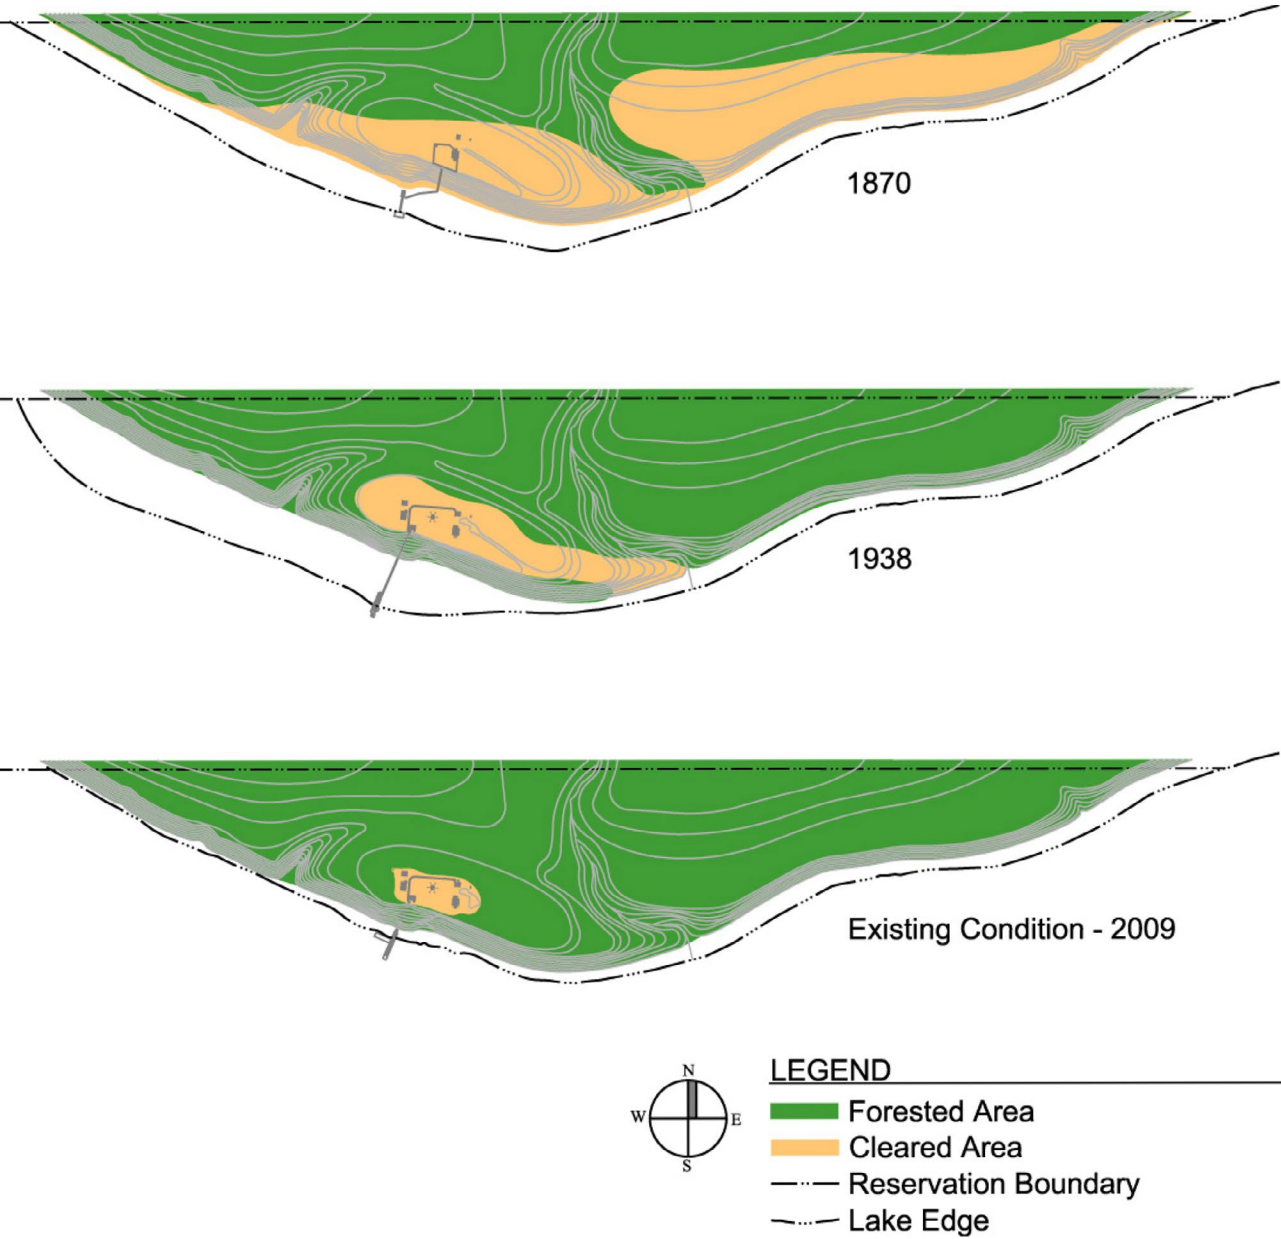 1870
1938
Existing Condition - 2009
N
W
E
S
LEGEND
Forested Area
Cleared Area
Reservation Boundary
Lake Edge